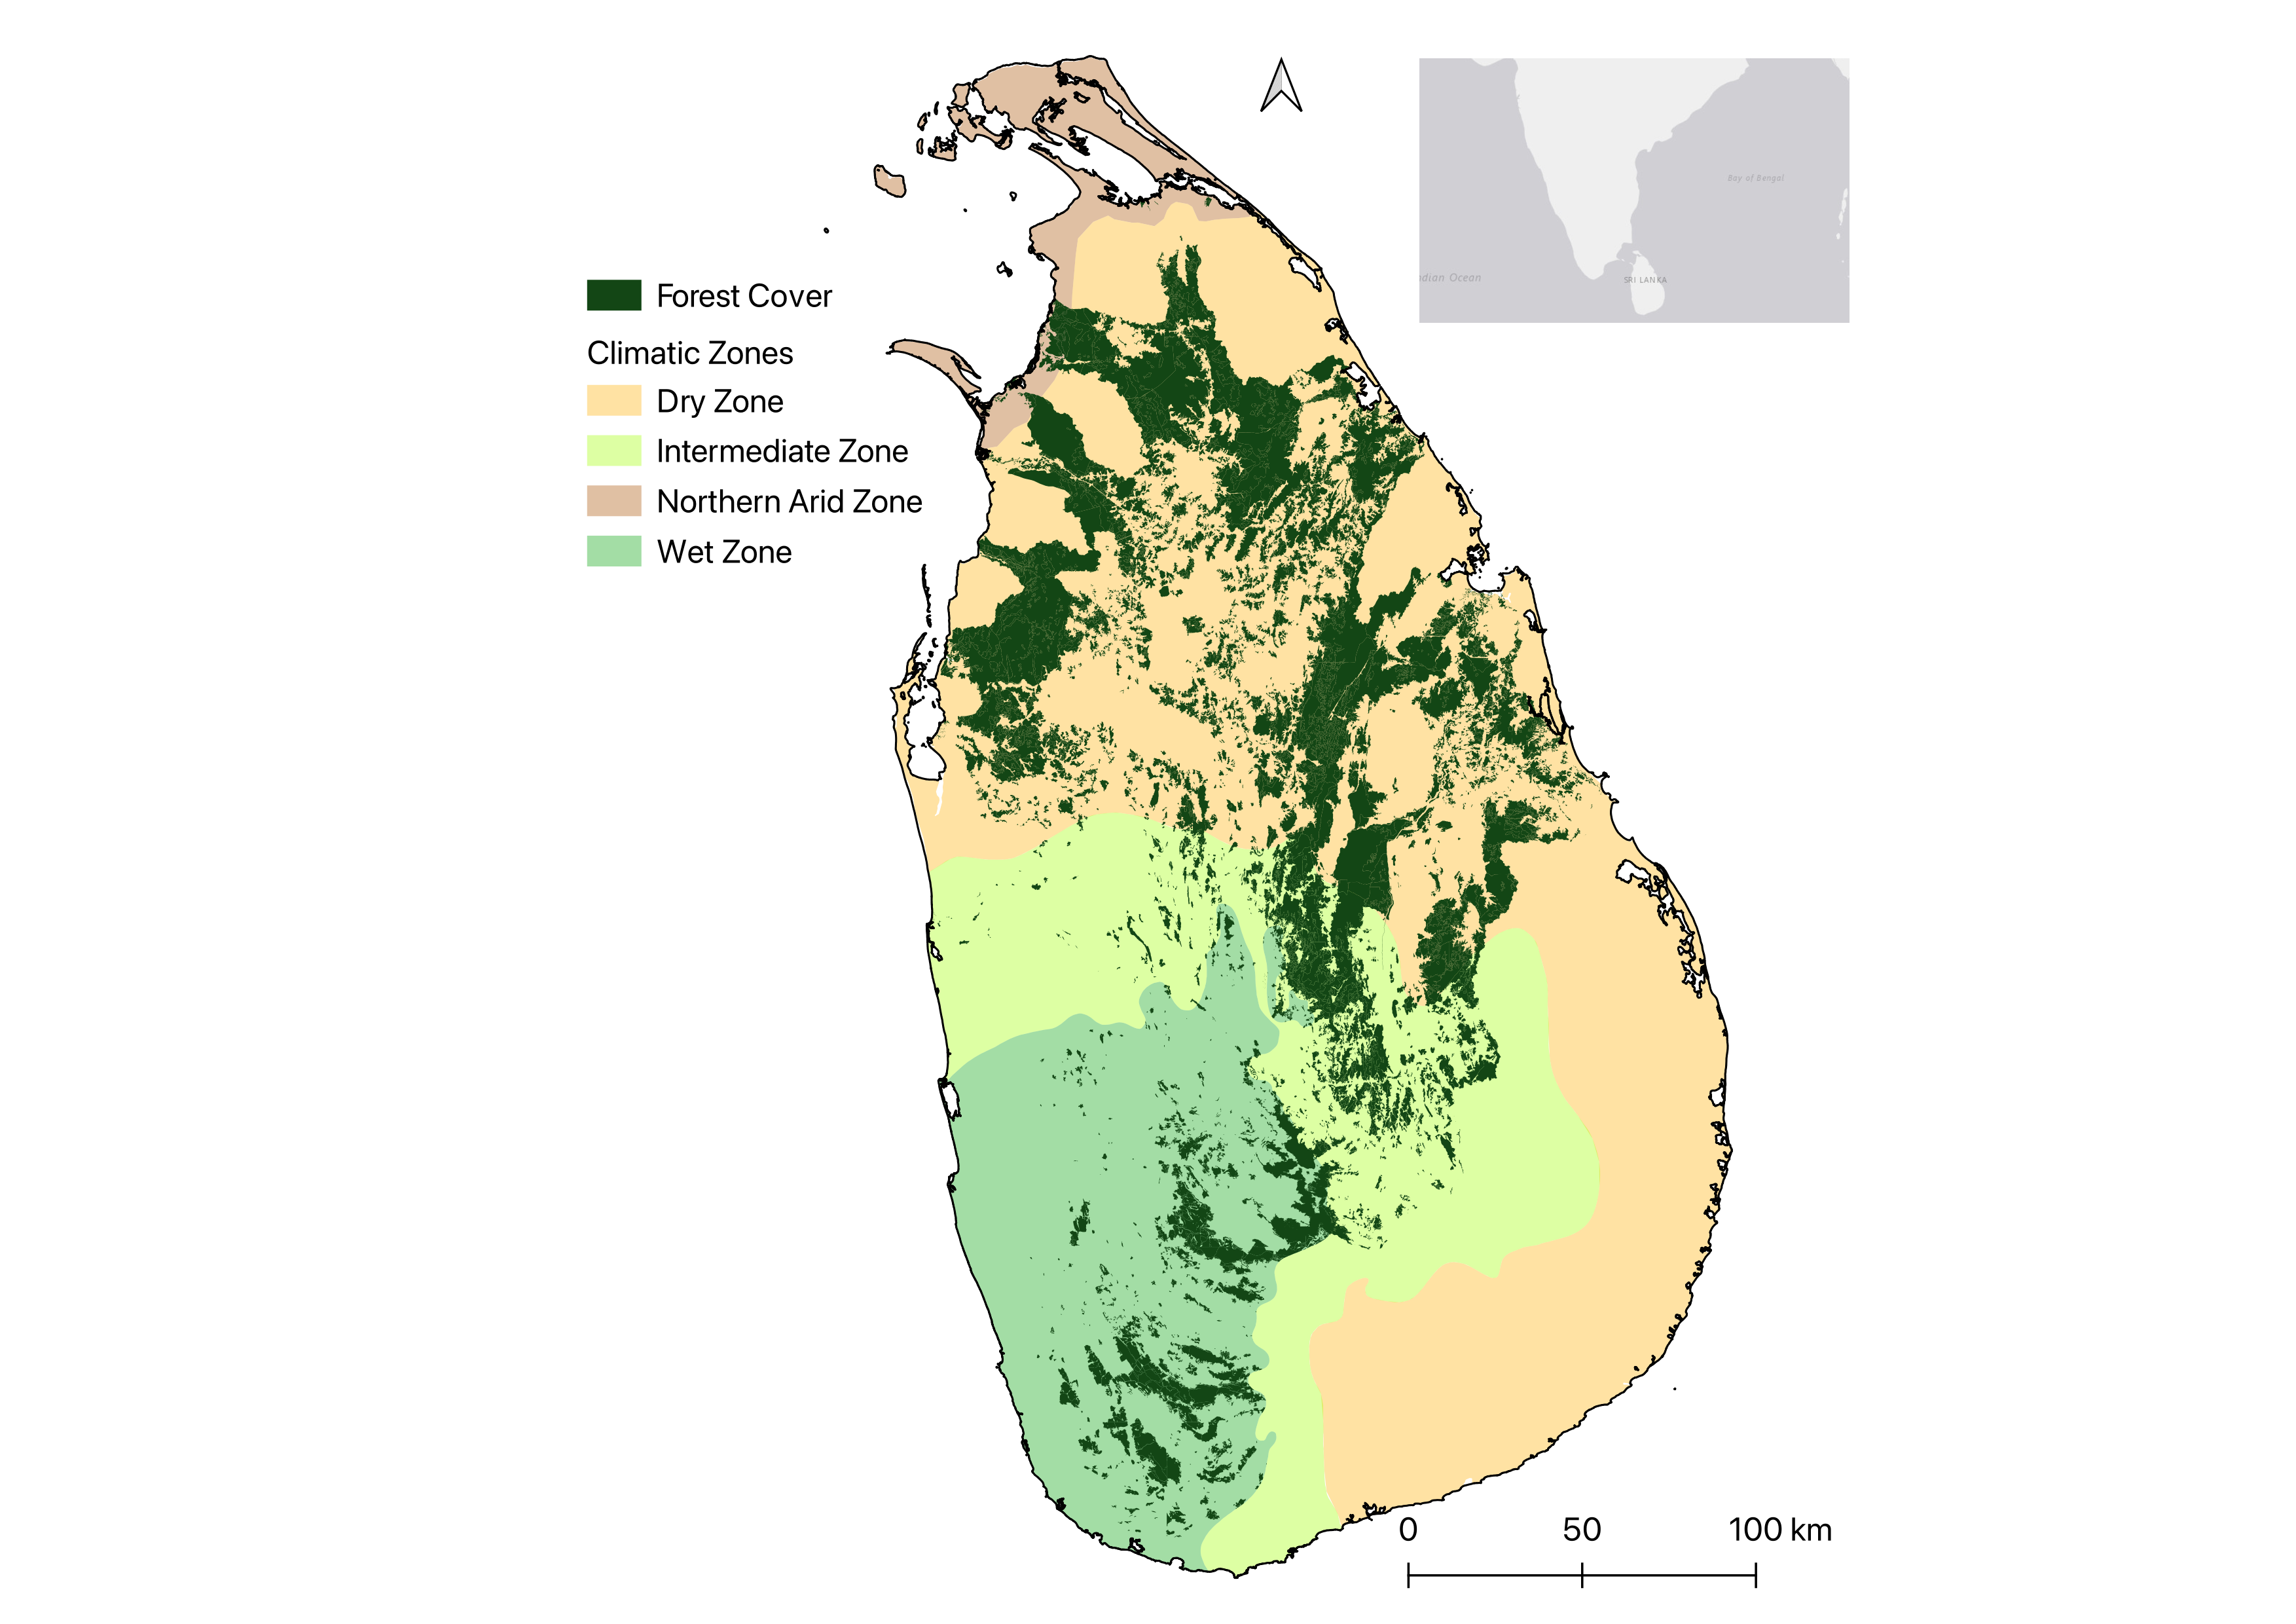 Forest Cover
Climatic Zones
Dry Zone
Intermediate Zone
Northern Arid Zone
Wet Zone
Bay of Bengal
ndian Ocean
SRI LANKA
0 50 100 km